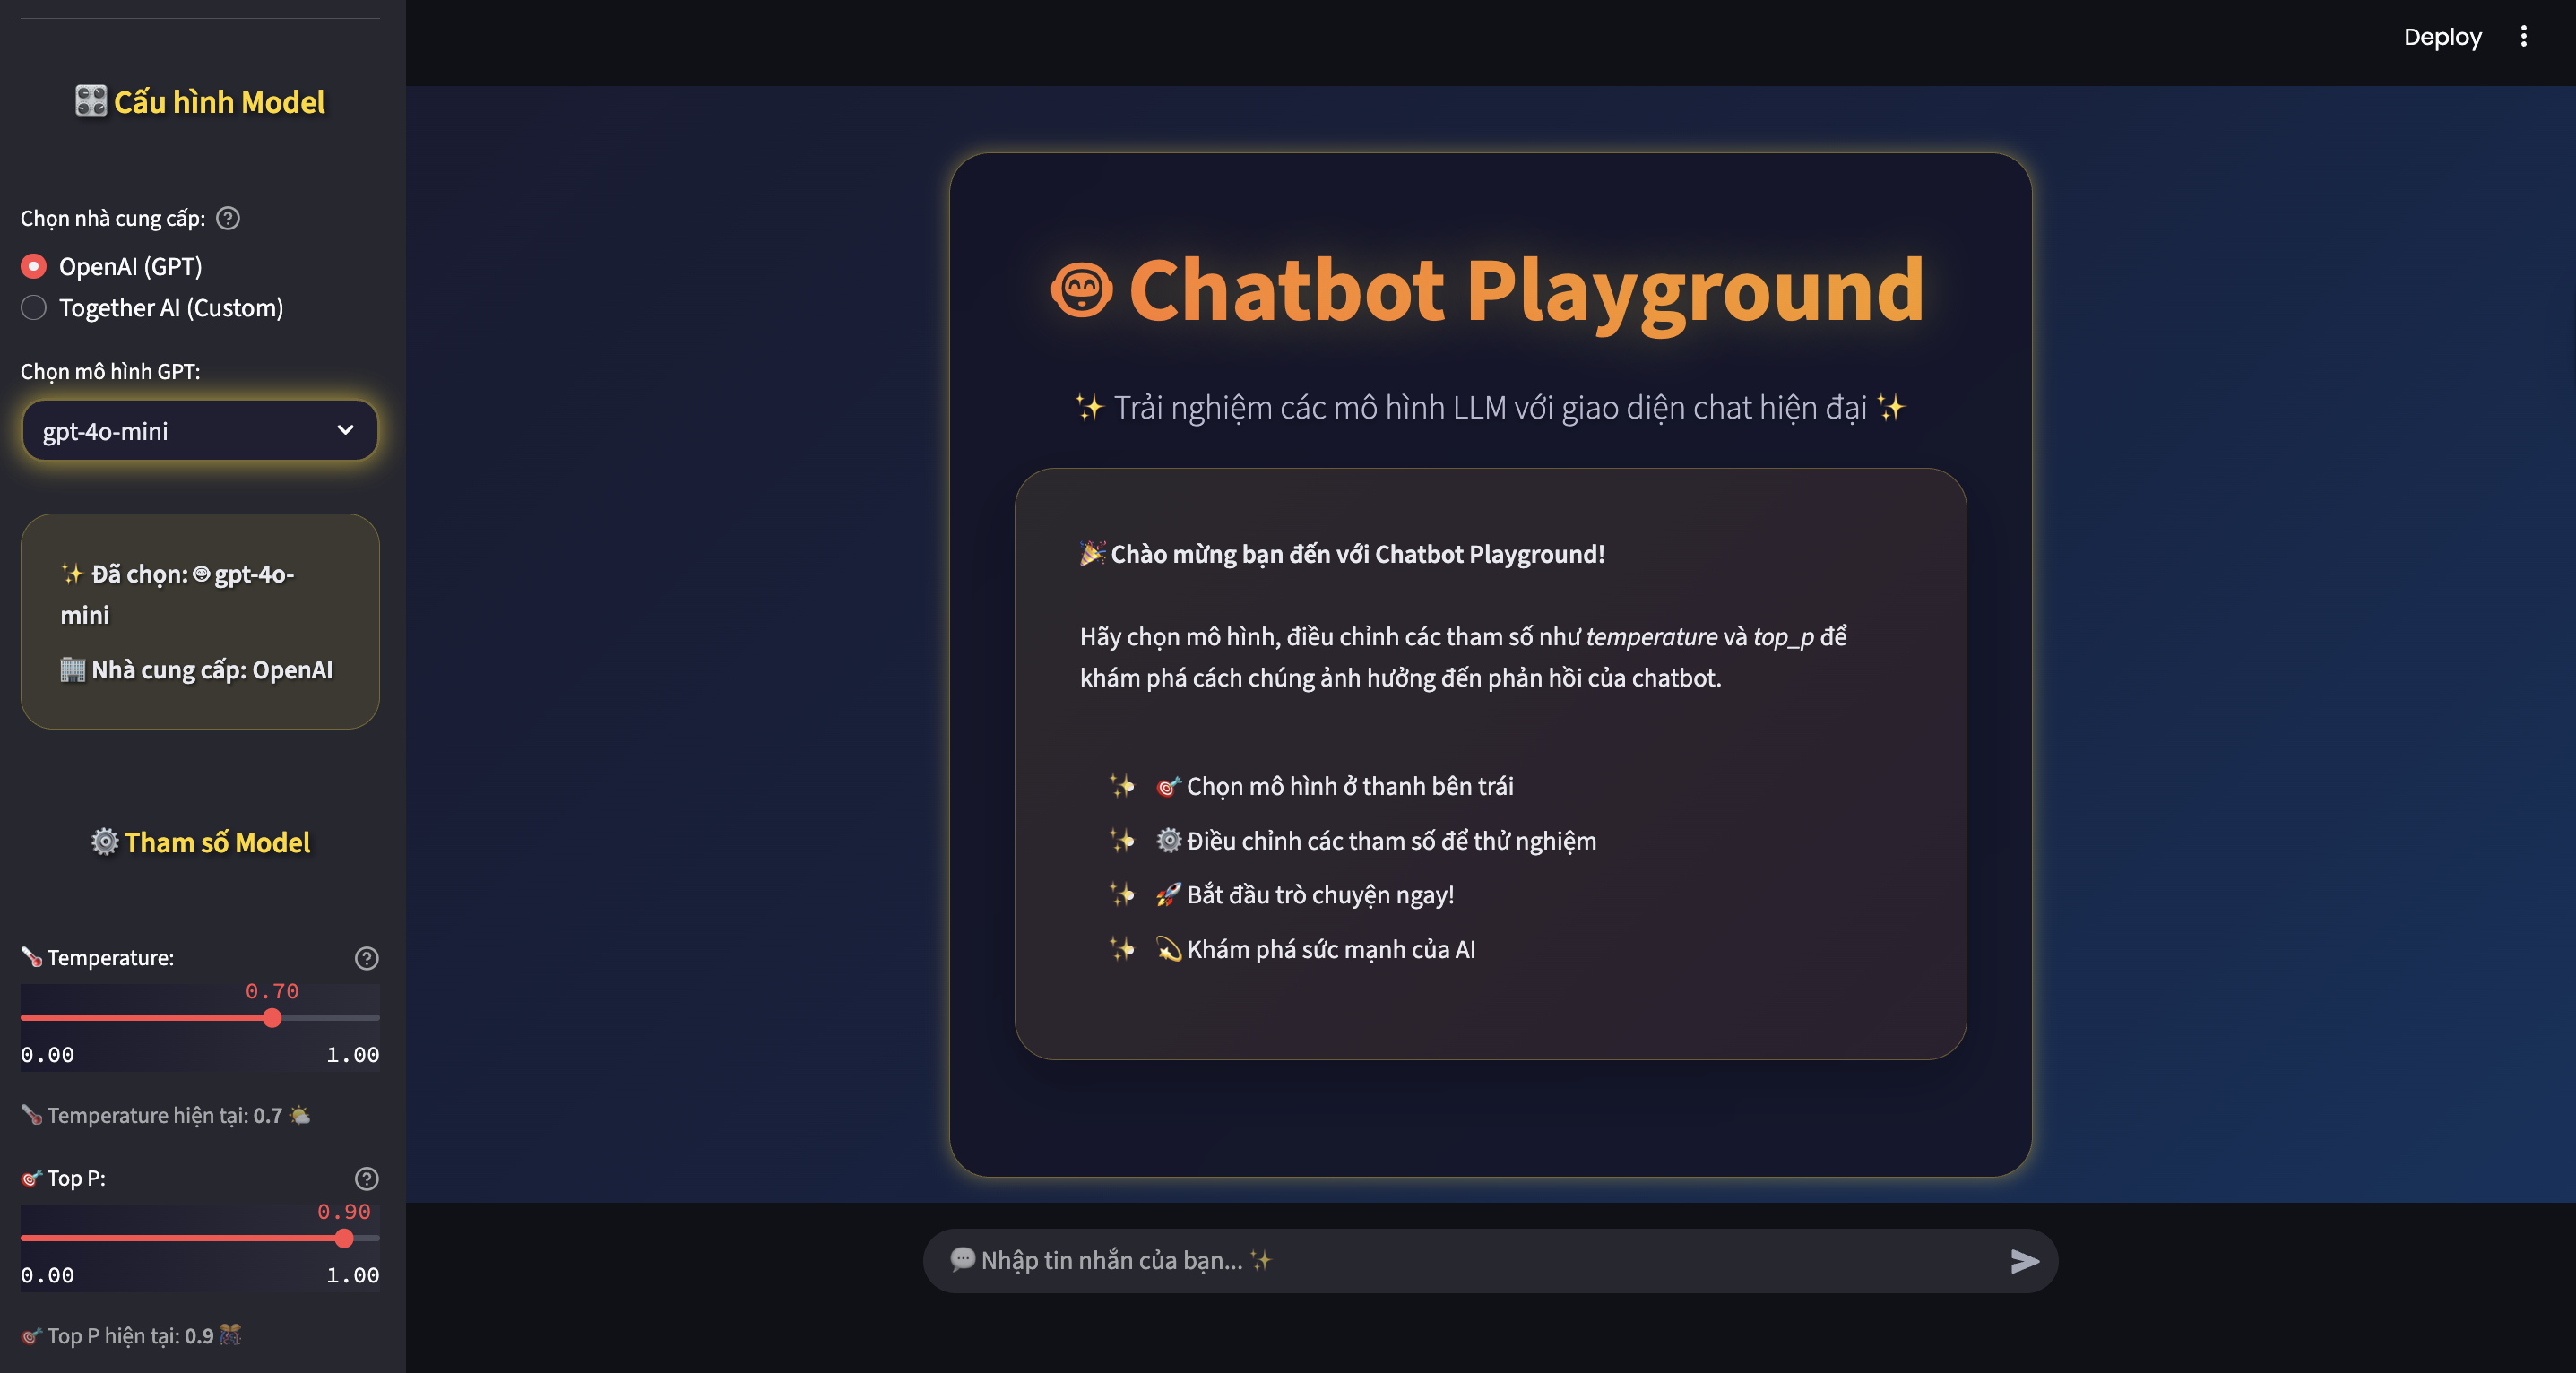 Deploy
🎛️ Cấu hình Model
Chọn nhà cung cấp:
OpenAI (GPT)
Together AI (Custom)
Chọn mô hình GPT:
gpt-4o-mini
✨ Đã chọn: gpt-4o-
mini
🏢 Nhà cung cấp: OpenAI
⚙️ Tham số Model
🌡️ Temperature:
0.70
0.00 1.00
🌡️ Temperature hiện tại: 0.7 🌤️
🎯 Top P:
0.90
0.00 1.00
🎯 Top P hiện tại: 0.9 🎊
Chatbot Playground
✨ Trải nghiệm các mô hình LLM với giao diện chat hiện đại ✨
🎉 Chào mừng bạn đến với Chatbot Playground!
Hãy chọn mô hình, điều chỉnh các tham số như temperature và top_p để
khám phá cách chúng ảnh hưởng đến phản hồi của chatbot.
✨ 🎯 Chọn mô hình ở thanh bên trái
✨ ⚙️ Điều chỉnh các tham số để thử nghiệm
✨ 🚀 Bắt đầu trò chuyện ngay!
✨ 💫 Khám phá sức mạnh của AI
💬 Nhập tin nhắn của bạn... ✨